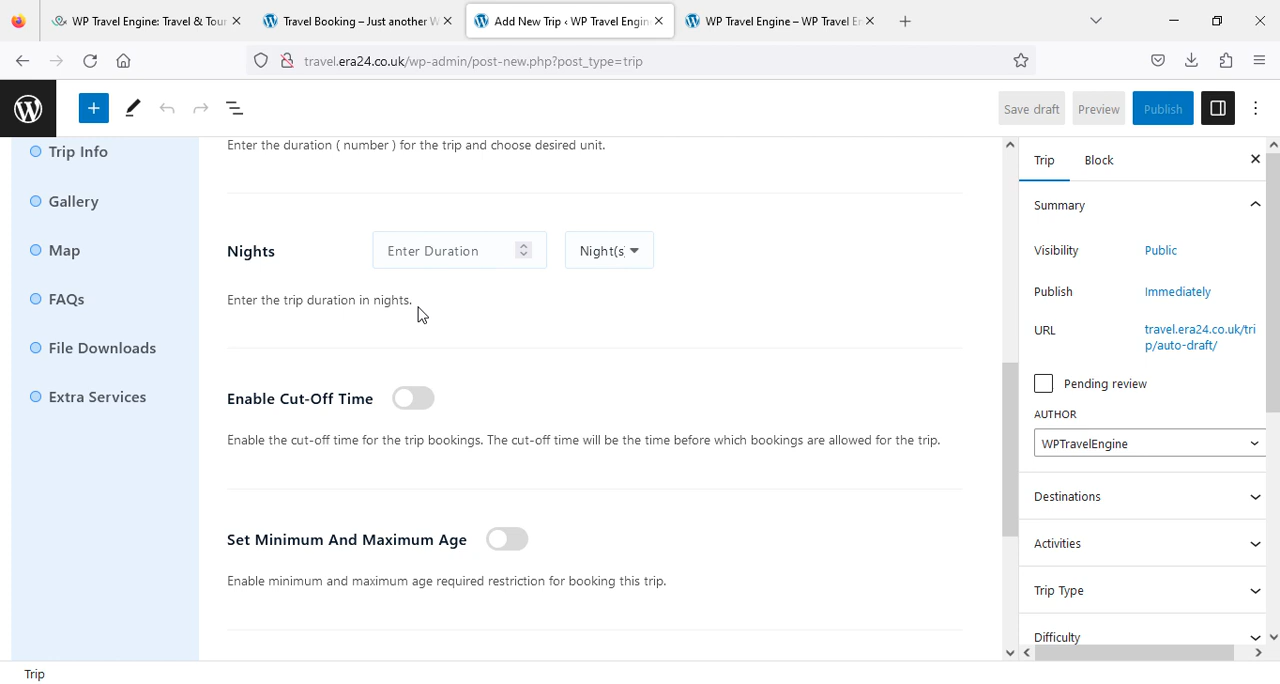 WP Travel Engine: Travel & Tour
Travel Booking – Just another W
Add New Trip ‹ WP Travel Engin
WP Travel Engine – WP Travel En
travel.era24.co.uk/wp-admin/post-new.php?post_type=trip
Save draft
Preview
Publish
Trip Info
Gallery
Map
FAQs
File Downloads
Extra Services
Enter the duration ( number ) for the trip and choose desired unit.
Nights
Enter Duration
Night(s)
Enter the trip duration in nights.
Enable Cut-Off Time
Enable the cut-off time for the trip bookings. The cut-off time will be the time before which bookings are allowed for the trip.
Set Minimum And Maximum Age
Enable minimum and maximum age required restriction for booking this trip.
Trip
Block
Summary
Visibility
Public
Publish
Immediately
URL
travel.era24.co.uk/tri
p/auto-draft/
Pending review
AUTHOR
WPTravelEngine
Destinations
Activities
Trip Type
Difficulty
Trip